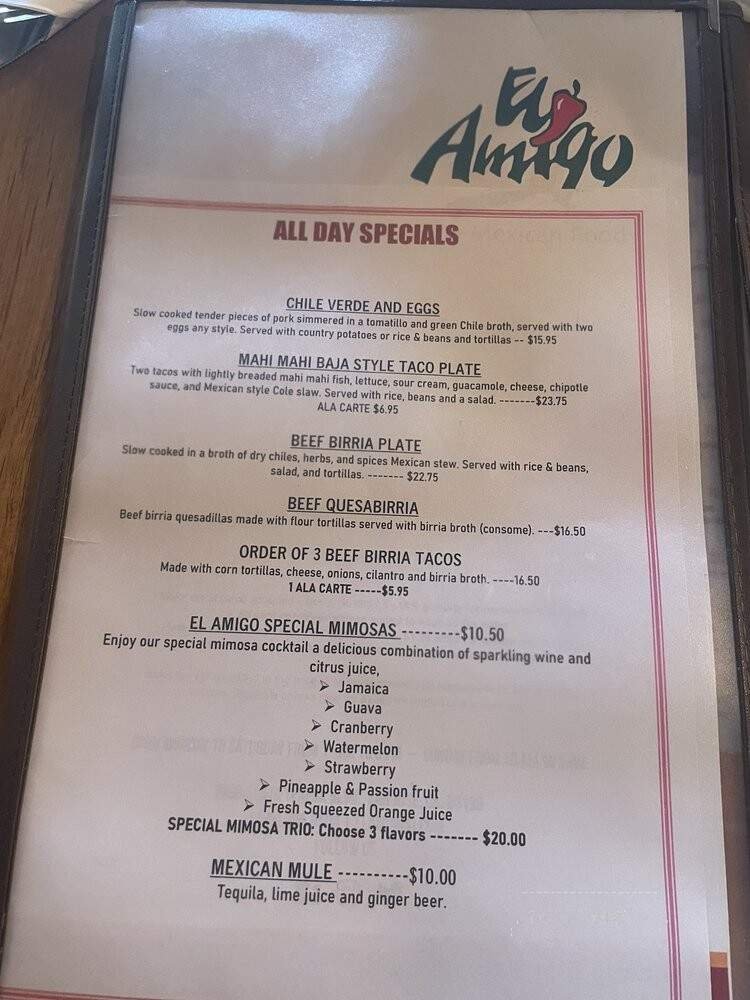 El
Amigo
Mexican Food
ALL DAY SPECIALS
CHILE VERDE AND EGGS
Slow cooked tender pieces of pork simmered in a tomatillo and green Chile broth, served with two
eggs any style. Served with country potatoes or rice & beans and tortillas -- $15.95
MAHI MAHI BAJA STYLE TACO PLATE
Two tacos with lightly breaded mahi mahi fish, lettuce, sour cream, guacamole, cheese, chipotle
sauce, and Mexican style Cole slaw. Served with rice, beans and a salad. -------$23.75
ALA CARTE $6.95
BEEF BIRRIA PLATE
Slow cooked in a broth of dry chiles, herbs, and spices Mexican stew. Served with rice & beans,
salad, and tortillas. ------- $22.75
BEEF QUESABIRRIA
Beef birria quesadillas made with flour tortillas served with birria broth (consome). ---$16.50
ORDER OF 3 BEEF BIRRIA TACOS
Made with corn tortillas, cheese, onions, cilantro and birria broth. ----16.50
1 ALA CARTE -----$5.95
EL AMIGO SPECIAL MIMOSAS ---------$10.50
Enjoy our special mimosa cocktail a delicious combination of sparkling wine and
citrus juice,
➢ Jamaica
➢ Guava
➢ Cranberry
➢ Watermelon
➢ Strawberry
➢ Pineapple & Passion fruit
➢ Fresh Squeezed Orange Juice
SPECIAL MIMOSA TRIO: Choose 3 flavors ------- $20.00
MEXICAN MULE ----------$10.00
Tequila, lime juice and ginger beer.